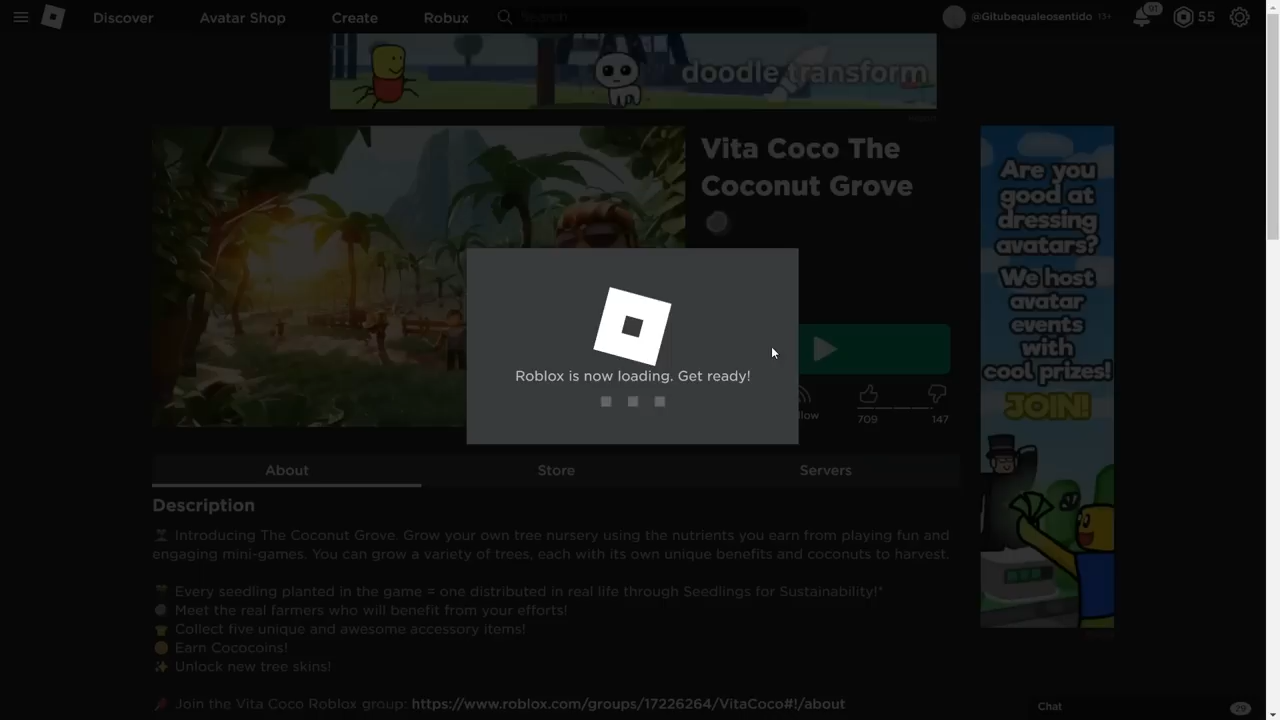 Discover
Avatar Shop
Create
Robux
Search
@Gitubequaleosentido 13+
91
55
doodle transform
Vita Coco The
Coconut Grove
Roblox is now loading. Get ready!
709
147
Are you
good at
dressing
avatars?
We host
avatar
events
with
cool prizes!
JOIN!
About
Store
Servers
Description
Introducing The Coconut Grove. Grow your own tree nursery using the nutrients you earn from playing fun and
engaging mini-games. You can grow a variety of trees, each with its own unique benefits and coconuts to harvest.
Every seedling planted in the game = one distributed in real life through Seedlings for Sustainability!*
Meet the real farmers who will benefit from your efforts!
Collect five unique and awesome accessory items!
Earn Cococoins!
Unlock new tree skins!
Join the Vita Coco Roblox group: https://www.roblox.com/groups/17226264/VitaCoco#!/about
Chat
29